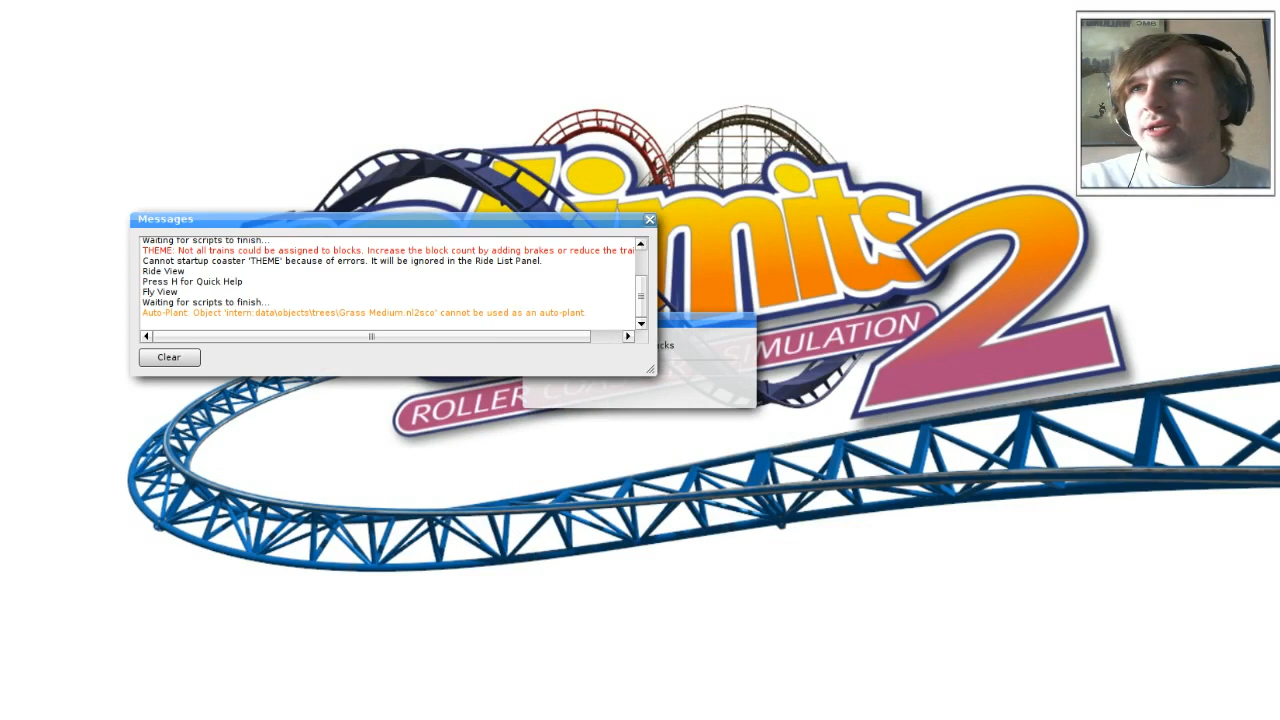 Messages
Waiting for scripts to finish...
THEME: Not all trains could be assigned to blocks. Increase the block count by adding brakes or reduce the trai
Cannot startup coaster 'THEME' because of errors. It will be ignored in the Ride List Panel.
Ride View
Press H for Quick Help
Fly View
Waiting for scripts to finish...
Auto-Plant: Object 'intern:data\objects\trees\Grass Medium.nl2sco' cannot be used as an auto-plant.
Clear
Limits 2
ROLLER COASTER SIMULATION